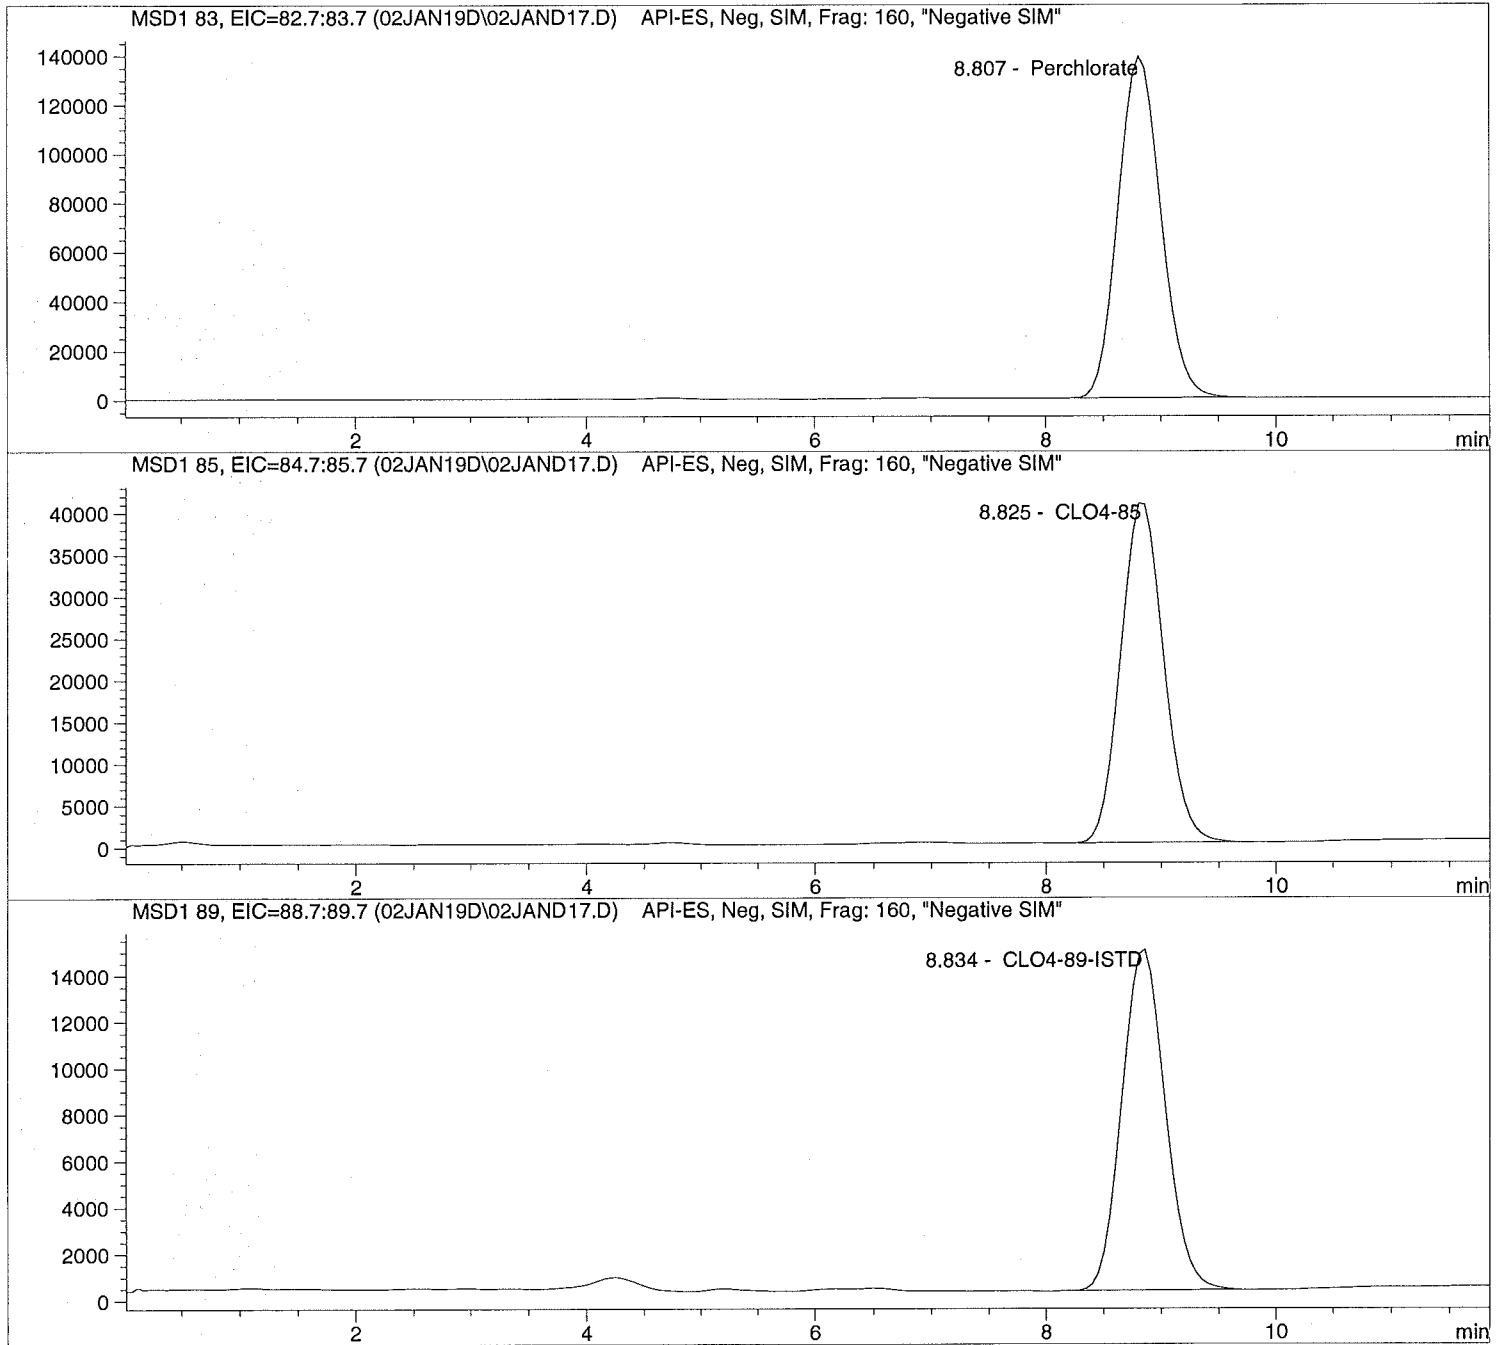 MSD1 83, EIC=82.7:83.7 (02JAN19D\02JAND17.D) API-ES, Neg, SIM, Frag: 160, "Negative SIM"
8.807 - Perchlorate
140000
120000
100000
80000
60000
40000
20000
0
2 4 6 8 10 min
MSD1 85, EIC=84.7:85.7 (02JAN19D\02JAND17.D) API-ES, Neg, SIM, Frag: 160, "Negative SIM"
8.825 - CLO4-85
40000
35000
30000
25000
20000
15000
10000
5000
0
2 4 6 8 10 min
MSD1 89, EIC=88.7:89.7 (02JAN19D\02JAND17.D) API-ES, Neg, SIM, Frag: 160, "Negative SIM"
8.834 - CLO4-89-ISTD
14000
12000
10000
8000
6000
4000
2000
0
2 4 6 8 10 min